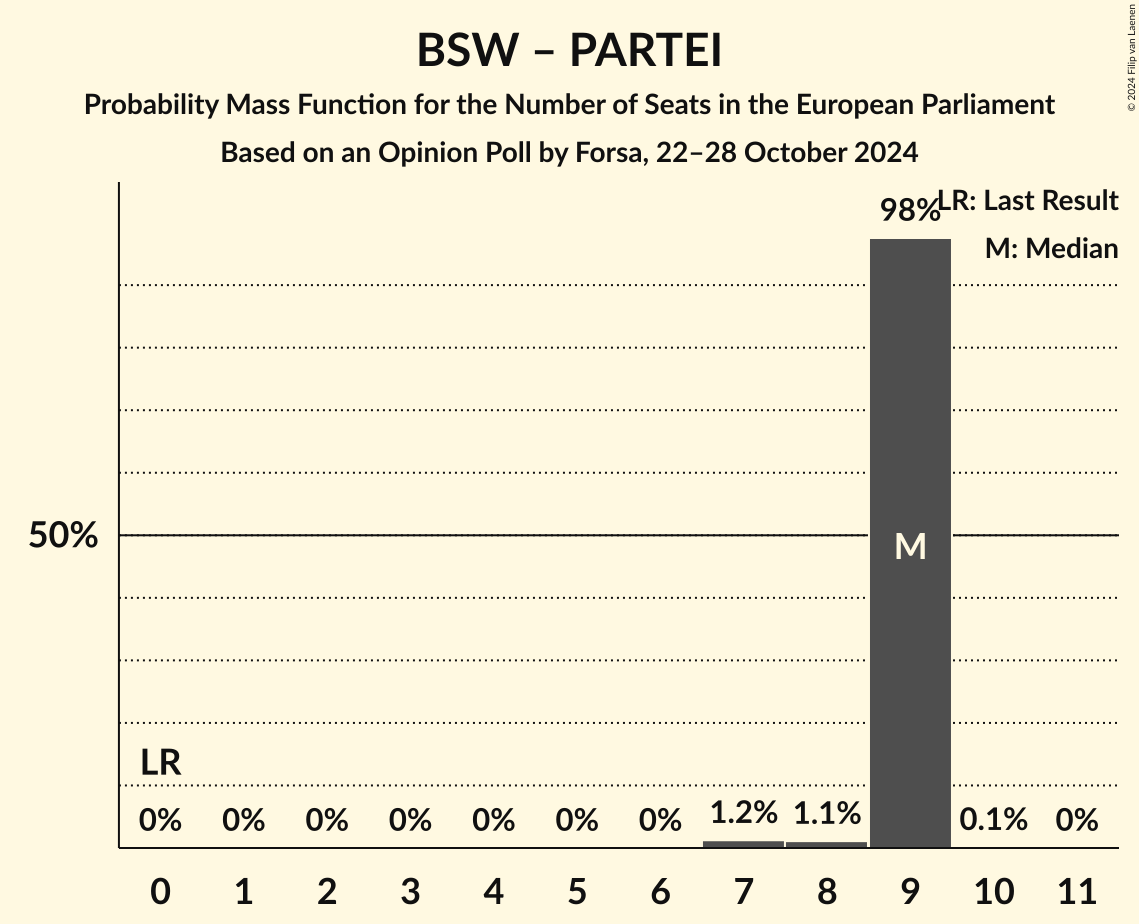 BSW – PARTEI
Probability Mass Function for the Number of Seats in the European Parliament
Based on an Opinion Poll by Forsa, 22–28 October 2024
© 2024 Filip van Laenen
98%
LR: Last Result
M: Median
50%
M
LR
0% 0% 0% 0% 0% 0% 0% 1.2% 1.1% 0.1% 0%
0 1 2 3 4 5 6 7 8 9 10 11